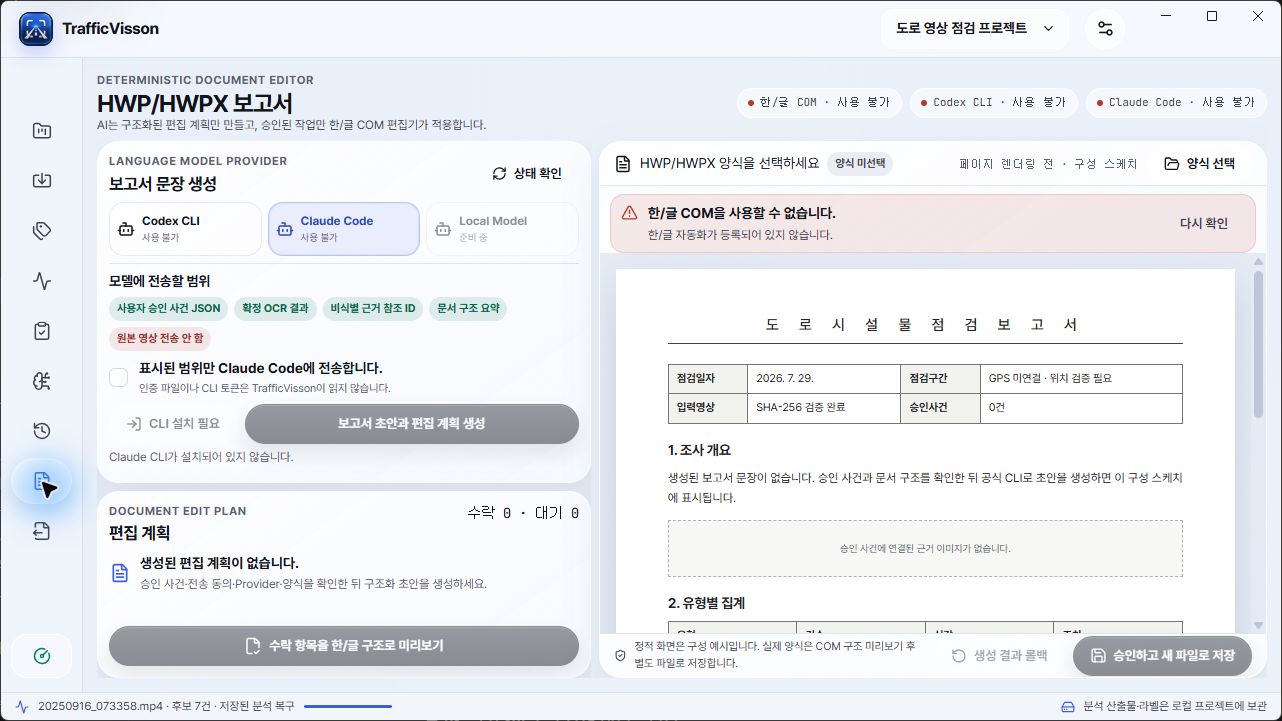 TrafficVisson
도로 영상 점검 프로젝트
DETERMINISTIC DOCUMENT EDITOR
HWP/HWPX 보고서
AI는 구조화된 편집 계획만 만들고, 승인된 작업만 한/글 COM 편집기가 적용합니다.
한/글 COM · 사용 불가
Codex CLI · 사용 불가
Claude Code · 사용 불가
LANGUAGE MODEL PROVIDER
보고서 문장 생성
상태 확인
Codex CLI
사용 불가
Claude Code
사용 불가
Local Model
준비 중
모델에 전송할 범위
사용자 승인 사건 JSON
확정 OCR 결과
비식별 근거 참조 ID
문서 구조 요약
원본 영상 전송 안 함
표시된 범위만 Claude Code에 전송합니다.
인증 파일이나 CLI 토큰은 TrafficVisson이 읽지 않습니다.
CLI 설치 필요
보고서 초안과 편집 계획 생성
Claude CLI가 설치되어 있지 않습니다.
DOCUMENT EDIT PLAN
편집 계획
수락 0 · 대기 0
생성된 편집 계획이 없습니다.
승인 사건·전송 동의·Provider·양식을 확인한 뒤 구조화 초안을 생성하세요.
수락 항목을 한/글 구조로 미리보기
HWP/HWPX 양식을 선택하세요
양식 미선택
페이지 렌더링 전 · 구성 스케치
양식 선택
한/글 COM을 사용할 수 없습니다.
한/글 자동화가 등록되어 있지 않습니다.
다시 확인
도 로 시 설 물 점 검 보 고 서
점검일자 2026. 7. 29. 점검구간 GPS 미연결 · 위치 검증 필요
입력영상 SHA-256 검증 완료 승인사건 0건
1. 조사 개요
생성된 보고서 문장이 없습니다. 승인 사건과 문서 구조를 확인한 뒤 공식 CLI로 초안을 생성하면 이 구성 스케치
에 표시됩니다.
승인 사건에 연결된 근거 이미지가 없습니다.
2. 유형별 집계
정적 화면은 구성 예시입니다. 실제 양식은 COM 구조 미리보기 후
별도 파일로 저장합니다.
생성 결과 롤백
승인하고 새 파일로 저장
20250916_073358.mp4 · 후보 7건 · 저장된 분석 복구
분석 산출물·라벨은 로컬 프로젝트에 보관